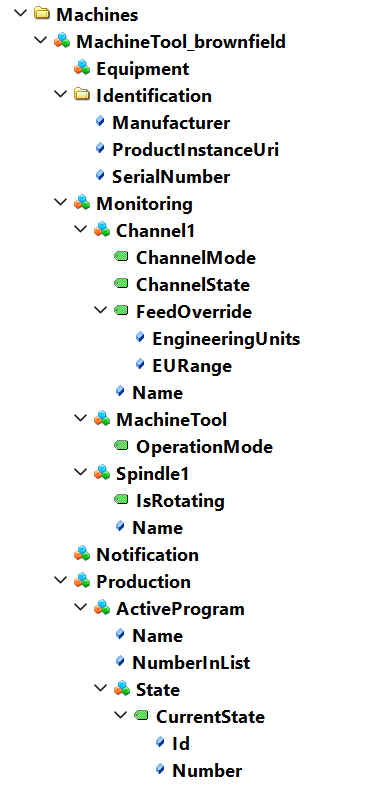 Machines
MachineTool_brownfield
Equipment
Identification
Manufacturer
ProductInstanceUri
SerialNumber
Monitoring
Channel1
ChannelMode
ChannelState
FeedOverride
EngineeringUnits
EURange
Name
MachineTool
OperationMode
Spindle1
IsRotating
Name
Notification
Production
ActiveProgram
Name
NumberInList
State
CurrentState
Id
Number